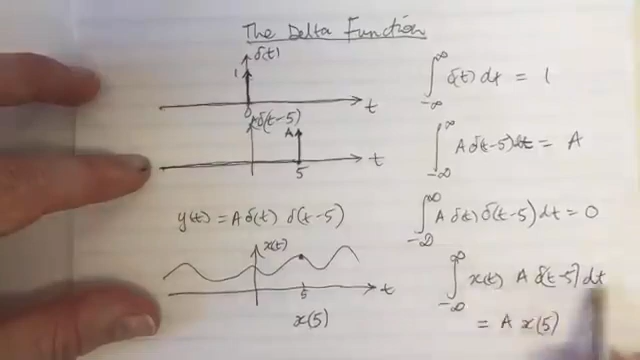 The Delta Function
δ(t)
1
0
t
∫_{-∞}^{∞} δ(t) dt = 1
Aδ(t-5)
A
5
t
∫_{-∞}^{∞} A δ(t-5) dt = A
y(t) = A δ(t) δ(t-5)
∫_{-∞}^{∞} A δ(t) δ(t-5) dt = 0
x(t)
5
t
x(5)
∫_{-∞}^{∞} x(t) A δ(t-5) dt
= A x(5)